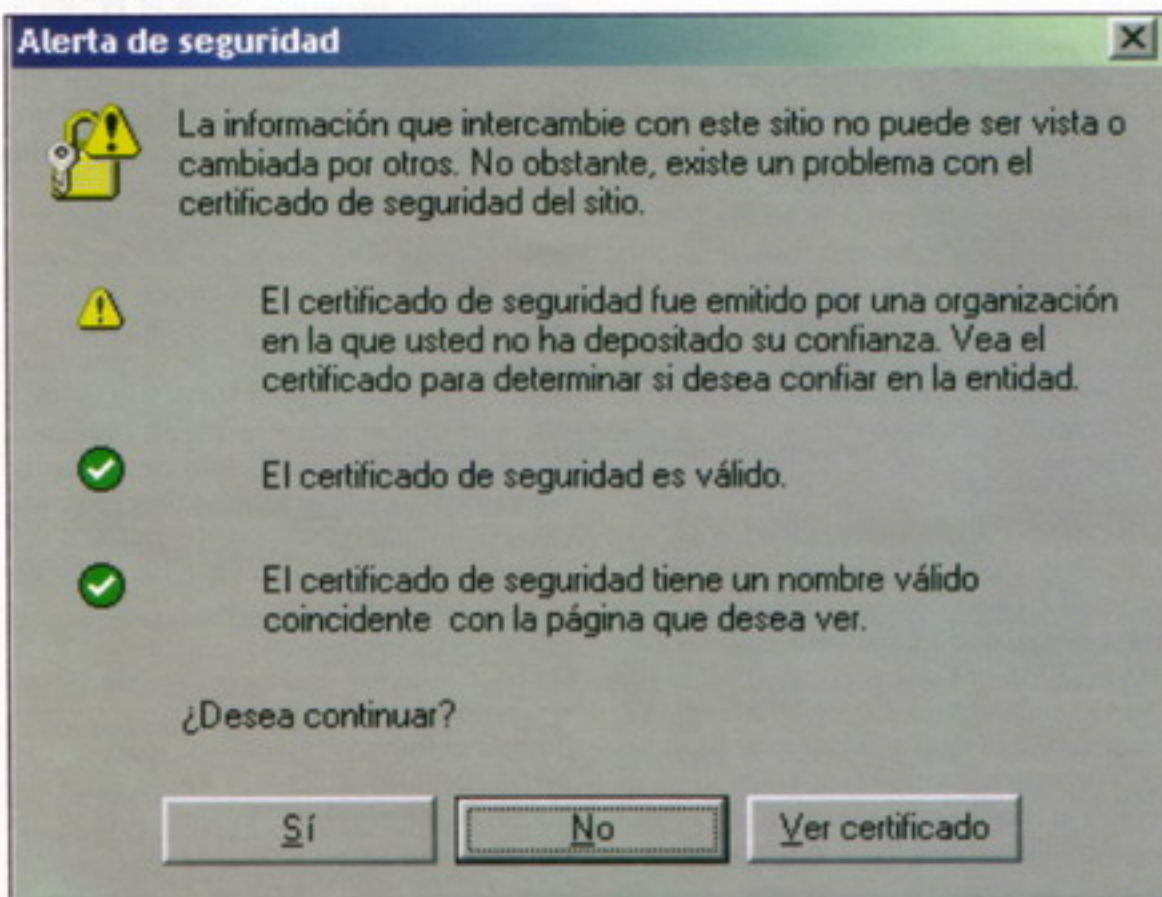 Alerta de seguridad
La información que intercambie con este sitio no puede ser vista o
cambiada por otros. No obstante, existe un problema con el
certificado de seguridad del sitio.
El certificado de seguridad fue emitido por una organización
en la que usted no ha depositado su confianza. Vea el
certificado para determinar si desea confiar en la entidad.
El certificado de seguridad es válido.
El certificado de seguridad tiene un nombre válido
coincidente con la página que desea ver.
¿Desea continuar?
Sí No Ver certificado